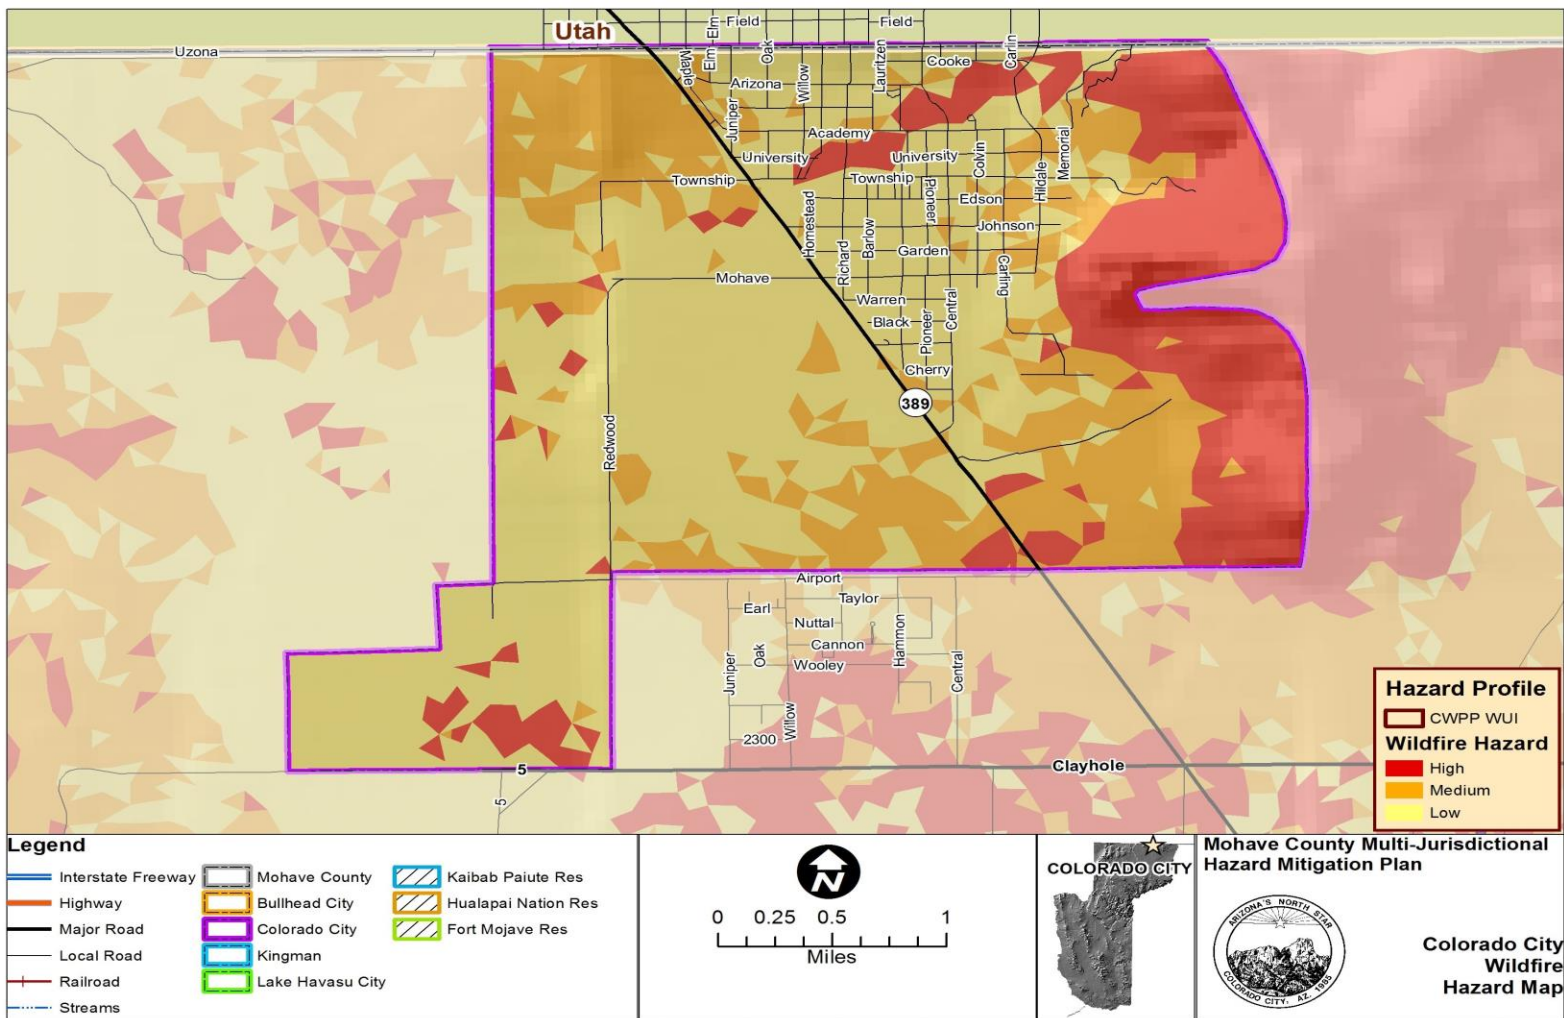 Utah
Field
Field
Uzona
Maple
Elm
Elm
Oak
Willow
Lauritzen
Cooke
Carlin
Arizona
Juniper
Academy
University
University
Colvin
Hildale
Memorial
Township
Township
Pioneer
Edson
Homestead
Johnson
Richard
Barlow
Garden
Carling
Mohave
Warren
Central
Black
Pioneer
Cherry
389
Redwood
Airport
Earl
Taylor
Nuttal
Cannon
Hammon
Juniper
Oak
Wooley
Central
Willow
2300
5
5
Clayhole
Hazard Profile
CWPP WUI
Wildfire Hazard
High
Medium
Low
Legend
Interstate Freeway
Highway
Major Road
Local Road
Railroad
Streams
Mohave County
Bullhead City
Colorado City
Kingman
Lake Havasu City
Kaibab Paiute Res
Hualapai Nation Res
Fort Mojave Res
N
0 0.25 0.5 1
Miles
COLORADO CITY
Mohave County Multi-Jurisdictional
Hazard Mitigation Plan
ARIZONA'S NORTH STAR
COLORADO CITY, AZ. 1985
Colorado City
Wildfire
Hazard Map